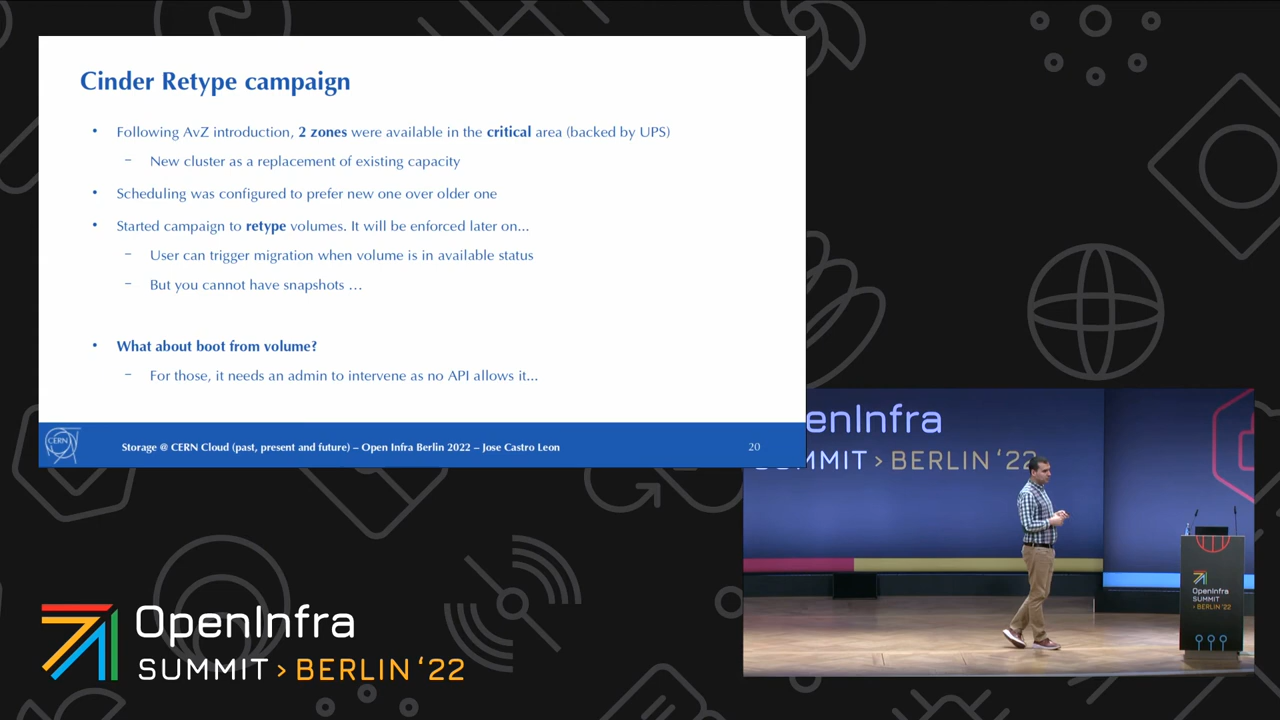 Cinder Retype campaign
• Following AvZ introduction, 2 zones were available in the critical area (backed by UPS)
– New cluster as a replacement of existing capacity
• Scheduling was configured to prefer new one over older one
• Started campaign to retype volumes. It will be enforced later on...
– User can trigger migration when volume is in available status
– But you cannot have snapshots …
• What about boot from volume?
– For those, it needs an admin to intervene as no API allows it...
CERN
Storage @ CERN Cloud (past, present and future) – Open Infra Berlin 2022 – Jose Castro Leon
20
enInfra
SUMMIT > BERLIN '22
OpenInfra
SUMMIT
> BERLIN '22
OpenInfra
SUMMIT > BERLIN '22